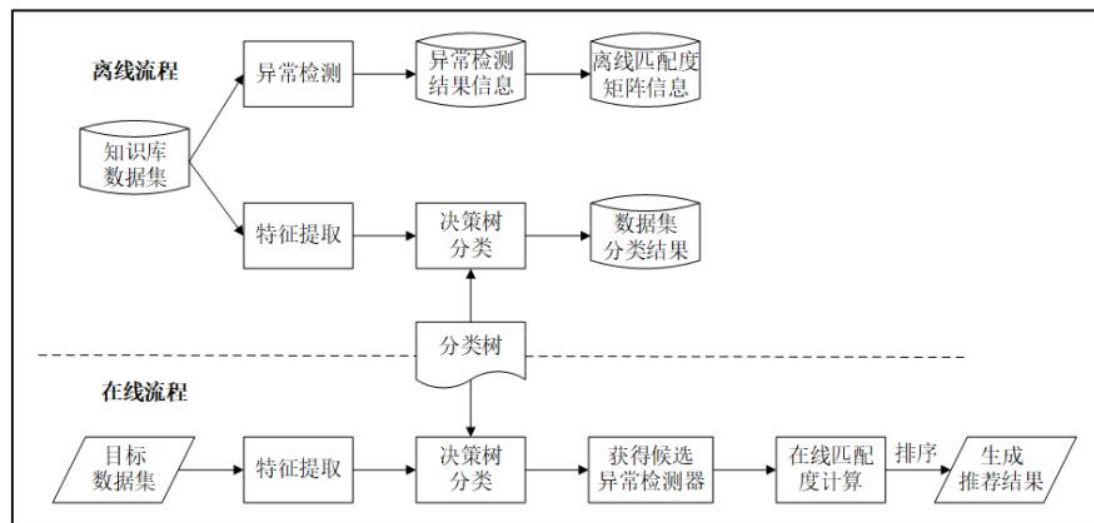 离线流程
异常检测
异常检测
结果信息
离线匹配度
矩阵信息
知识库
数据集
特征提取
决策树
分类
数据集
分类结果
分类树
在线流程
目标
数据集
特征提取
决策树
分类
获得候选
异常检测器
在线匹配
度计算
排序
生成
推荐结果